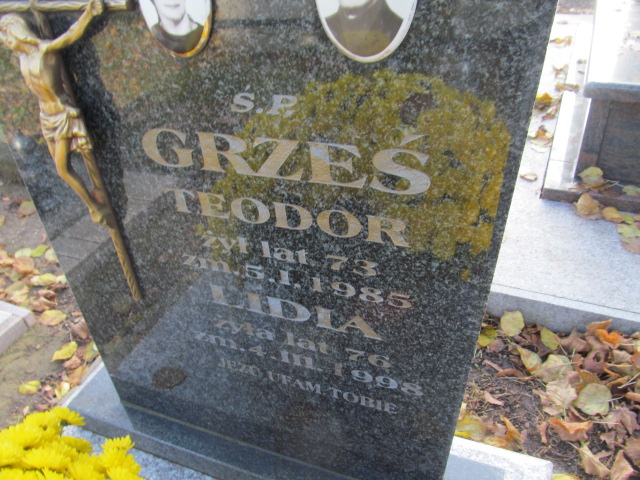 Ś.P.
GRZEŚ
TEODOR
żył lat 73
zm. 5.I.1985
LIDIA
żyła lat 76
zm. 4.III.1998
JEZU UFAM TOBIE